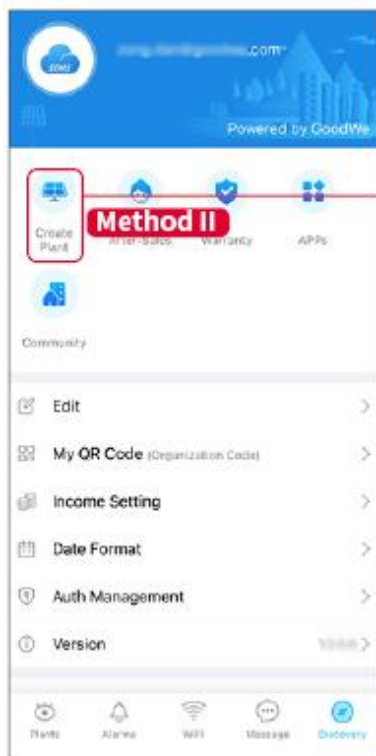 SEMS
.com
Powered by GoodWe
Create
Plant
Method II
After-Sales
Warranty
APPs
Community
Edit
My QR Code (Organization Code)
Income Setting
Date Format
Auth Management
Version
Plants
Alarms
WiFi
Message
Discovery